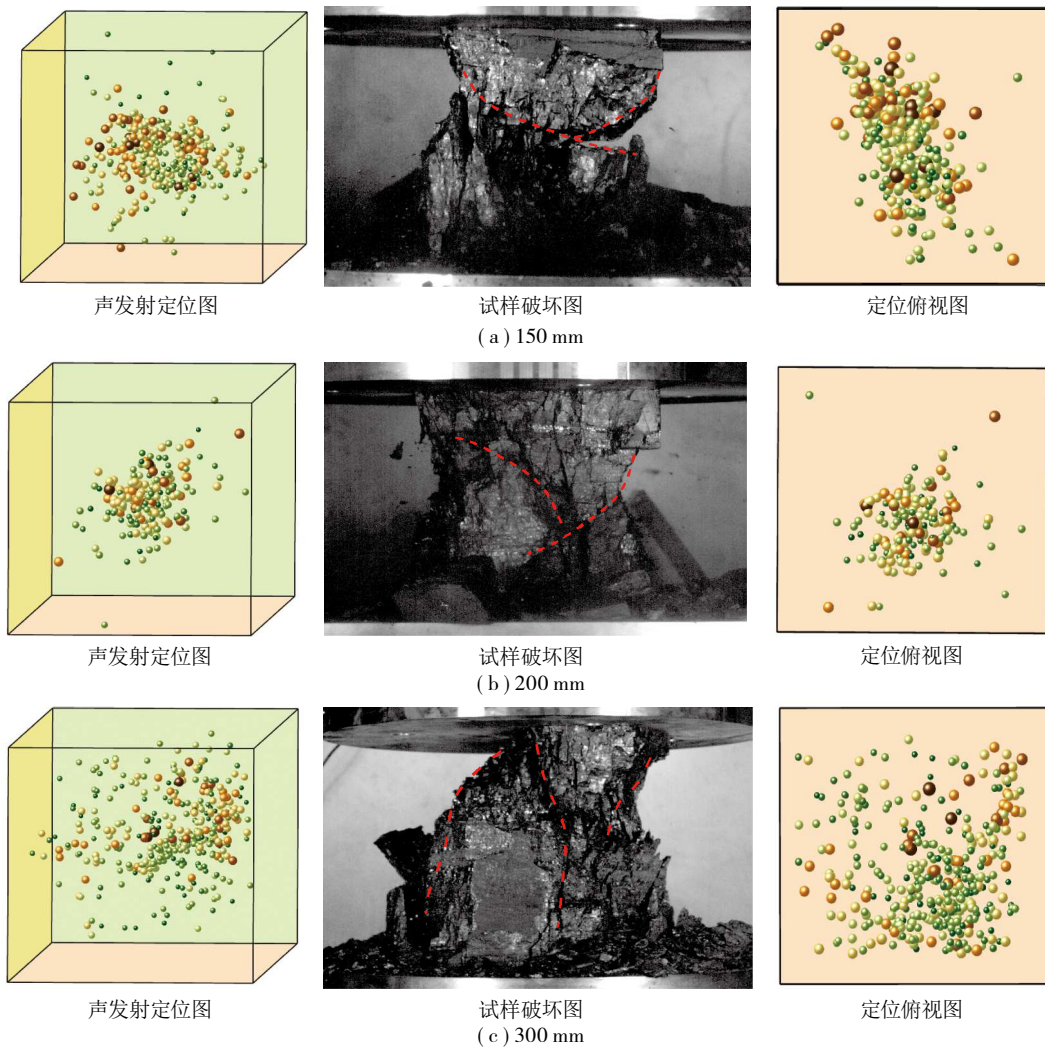 声发射定位图 试样破坏图 定位俯视图
( a ) 150 mm
声发射定位图 试样破坏图 定位俯视图
( b ) 200 mm
声发射定位图 试样破坏图 定位俯视图
( c ) 300 mm